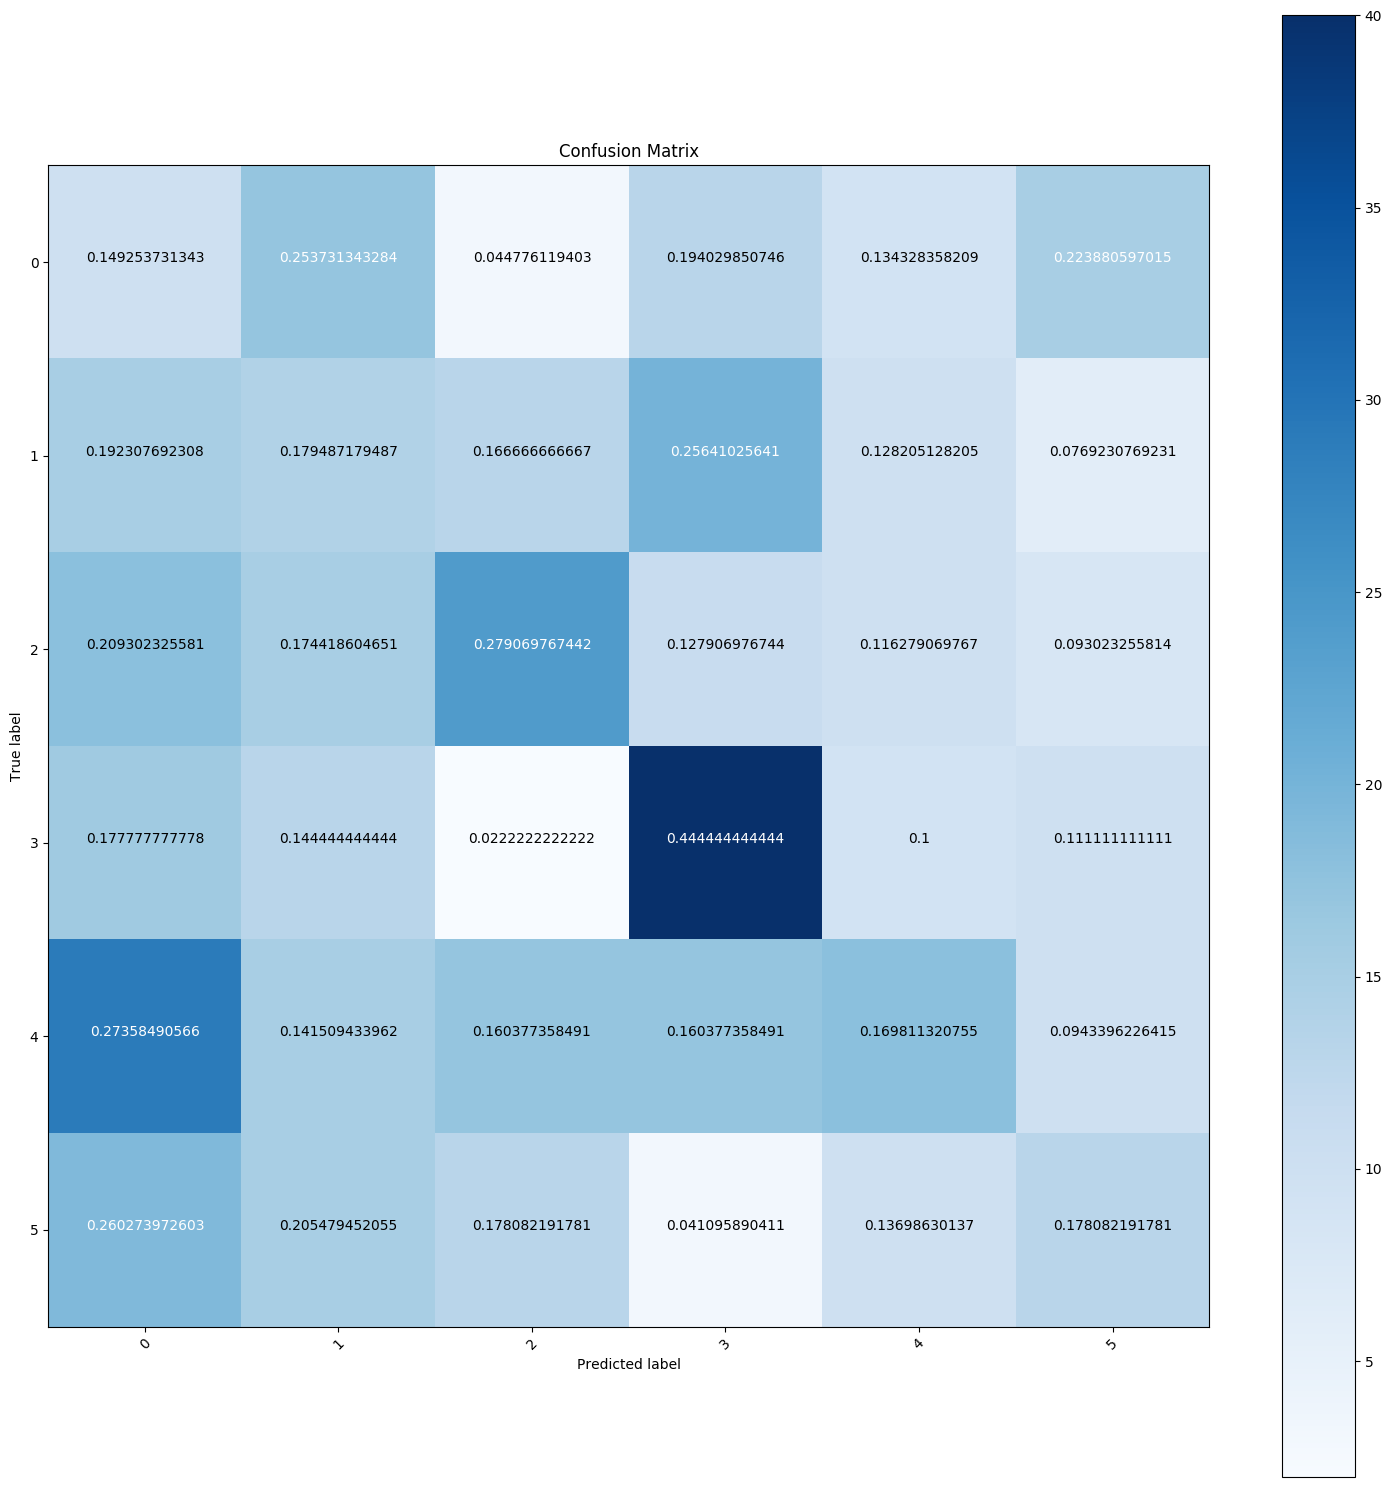 Confusion Matrix
0 0.149253731343 0.253731343284 0.044776119403 0.194029850746 0.134328358209 0.223880597015
1 0.192307692308 0.179487179487 0.166666666667 0.25641025641 0.128205128205 0.0769230769231
2 0.209302325581 0.174418604651 0.279069767442 0.127906976744 0.116279069767 0.093023255814
3 0.177777777778 0.144444444444 0.0222222222222 0.444444444444 0.1 0.111111111111
4 0.27358490566 0.141509433962 0.160377358491 0.160377358491 0.169811320755 0.0943396226415
5 0.260273972603 0.205479452055 0.178082191781 0.041095890411 0.13698630137 0.178082191781
True label
0 1 2 3 4 5
Predicted label
40
35
30
25
20
15
10
5